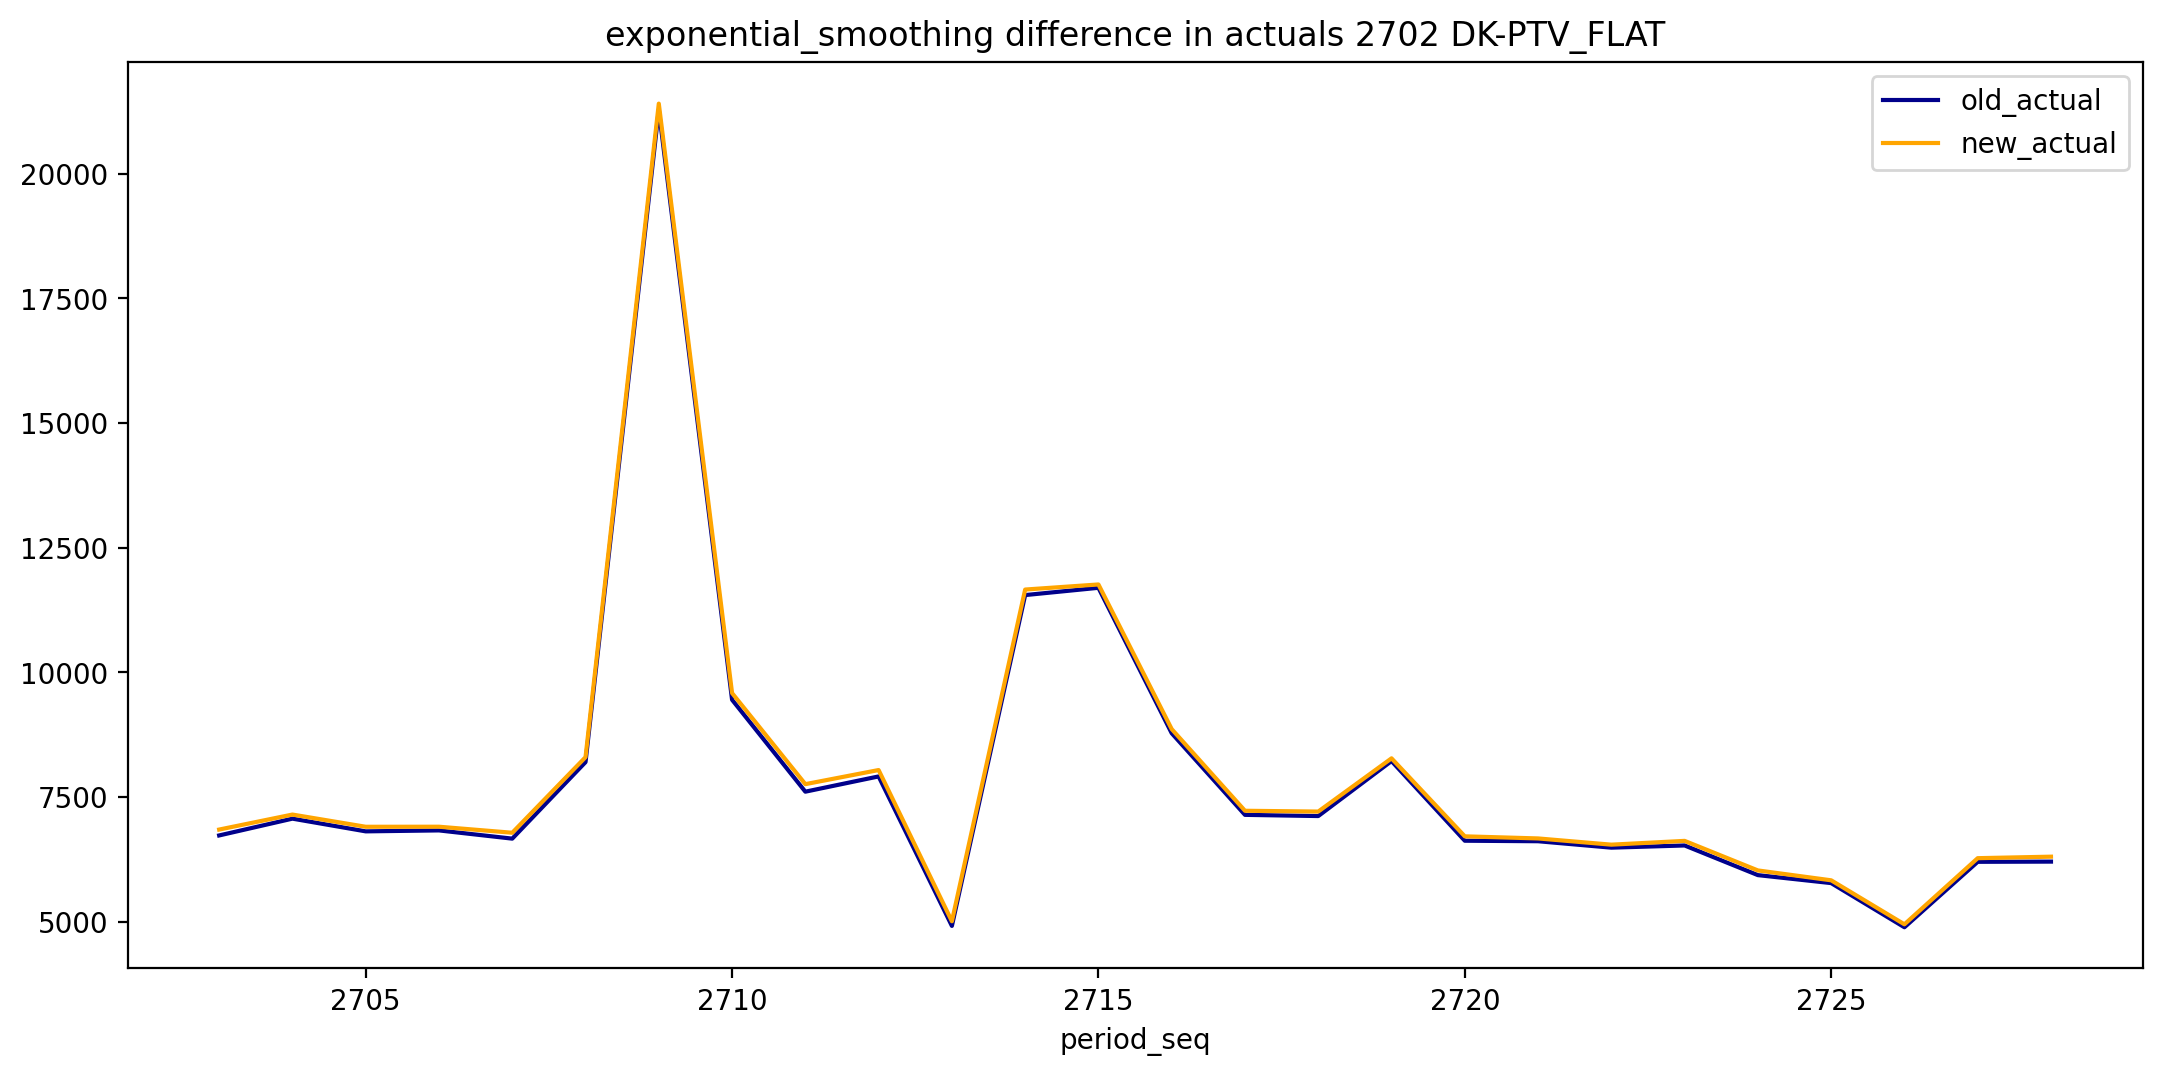 exponential_smoothing difference in actuals 2702 DK-PTV_FLAT
old_actual
new_actual
20000
17500
15000
12500
10000
7500
5000
2705 2710 2715 2720 2725
period_seq